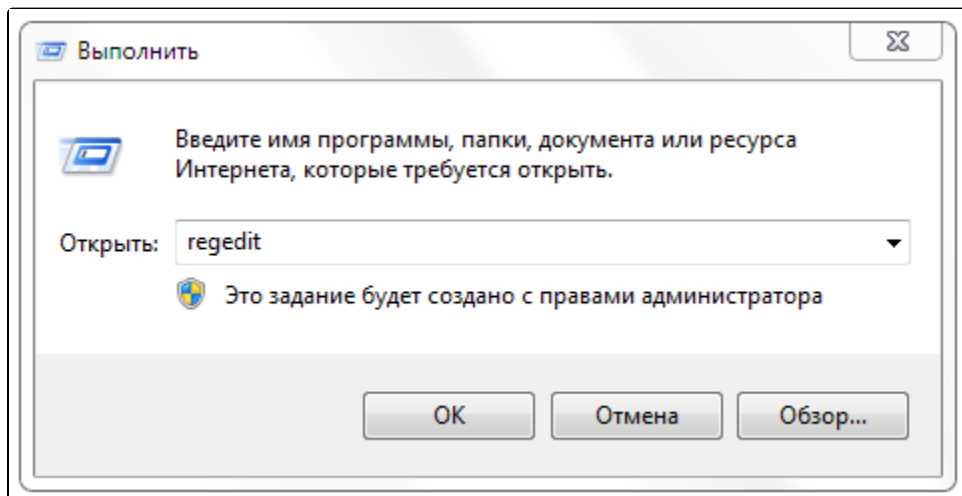 Выполнить
Введите имя программы, папки, документа или ресурса
Интернета, которые требуется открыть.
Открыть: regedit
Это задание будет создано с правами администратора
ОК Отмена Обзор...